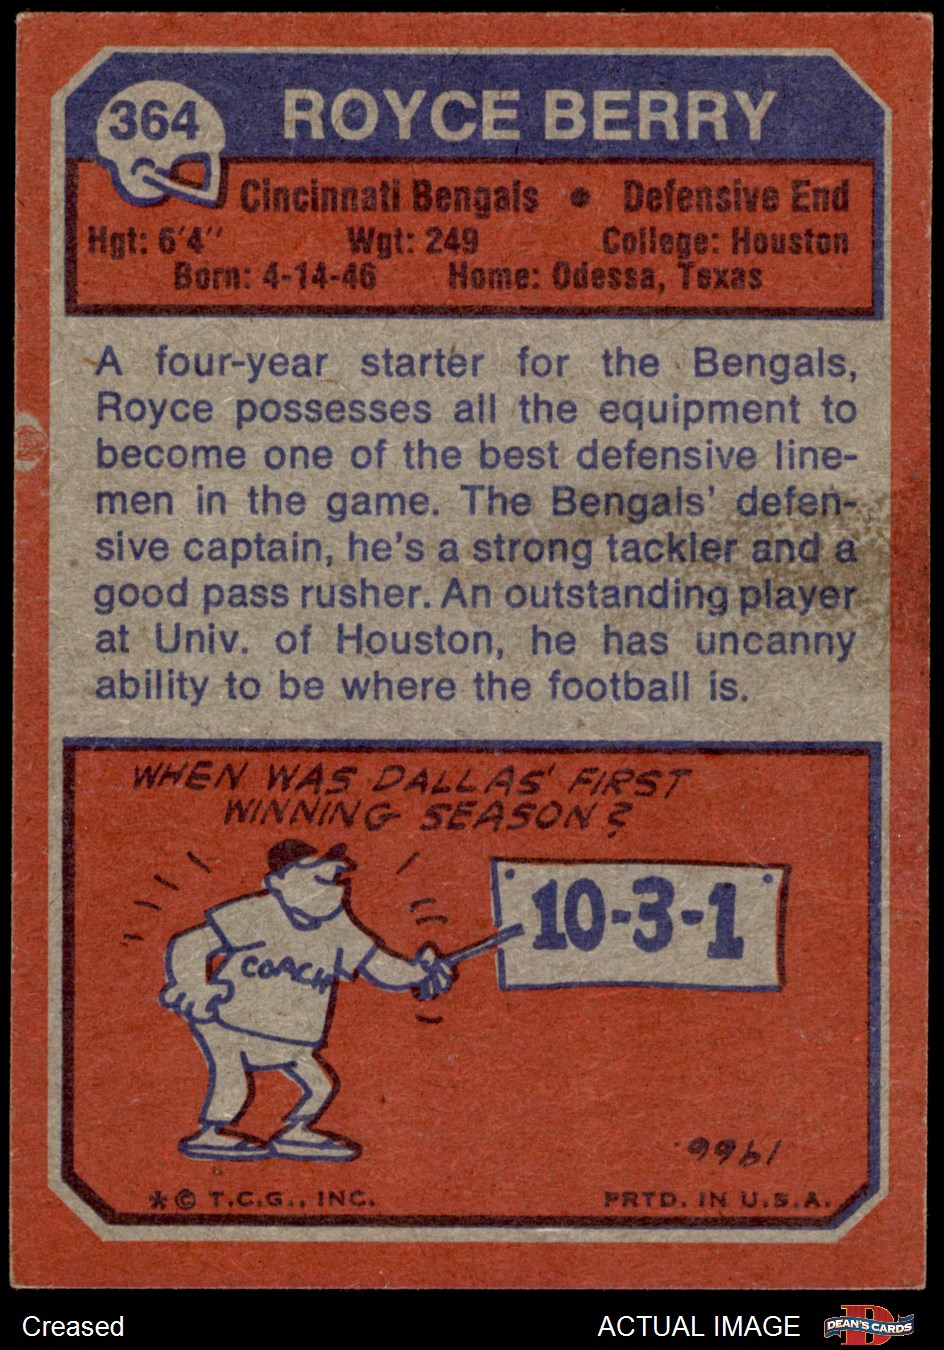 364
ROYCE BERRY
Cincinnati Bengals • Defensive End
Hgt: 6'4" Wgt: 249 College: Houston
Born: 4-14-46 Home: Odessa, Texas
A four-year starter for the Bengals,
Royce possesses all the equipment to
become one of the best defensive line-
men in the game. The Bengals' defen-
sive captain, he's a strong tackler and a
good pass rusher. An outstanding player
at Univ. of Houston, he has uncanny
ability to be where the football is.
WHEN WAS DALLAS' FIRST
WINNING SEASON?
10-3-1
COACH
1966.
* © T.C.G., INC. PRTD. IN U.S.A.
Creased
ACTUAL IMAGE
DEAN'S CARDS